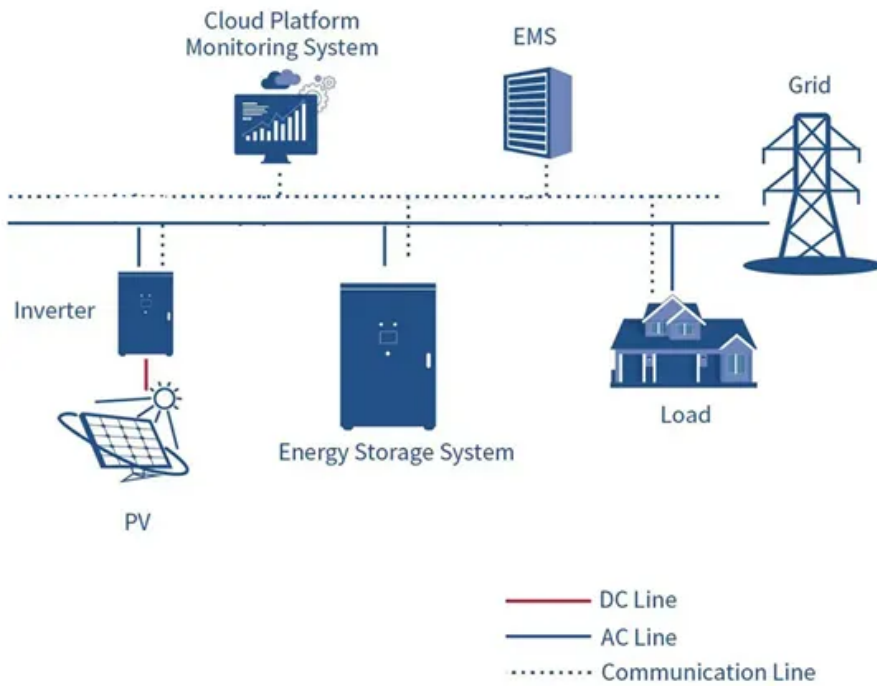 Cloud Platform
Monitoring System
EMS
Grid
Inverter
Energy Storage System
Load
PV
DC Line
AC Line
Communication Line